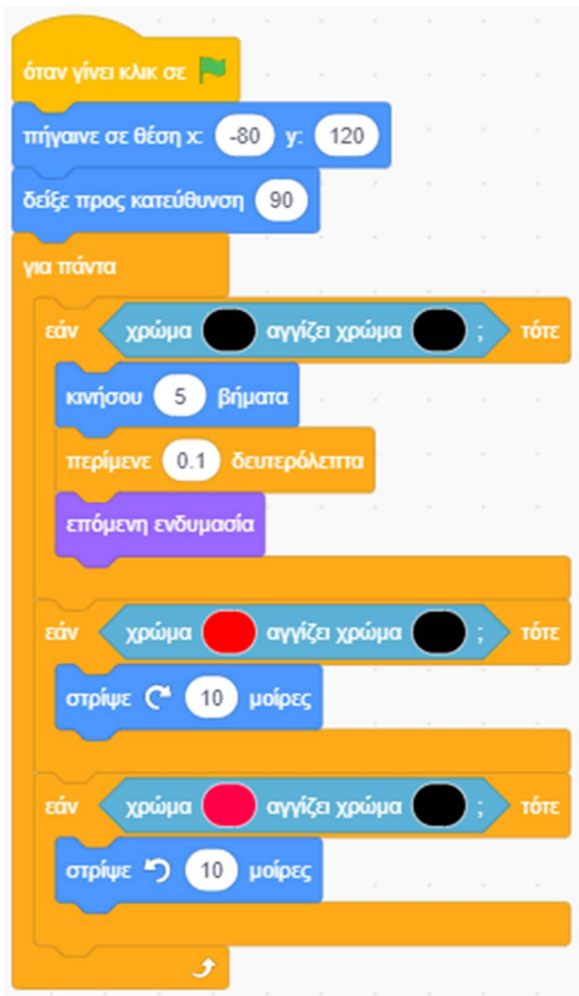 όταν γίνει κλικ σε
πήγαινε σε θέση x: -80 y: 120
δείξε προς κατεύθυνση 90
για πάντα
εάν χρώμα αγγίζει χρώμα ; τότε
κινήσου 5 βήματα
περίμενε 0.1 δευτερόλεπτα
επόμενη ενδυμασία
εάν χρώμα αγγίζει χρώμα ; τότε
στρίψε 10 μοίρες
εάν χρώμα αγγίζει χρώμα ; τότε
στρίψε 10 μοίρες